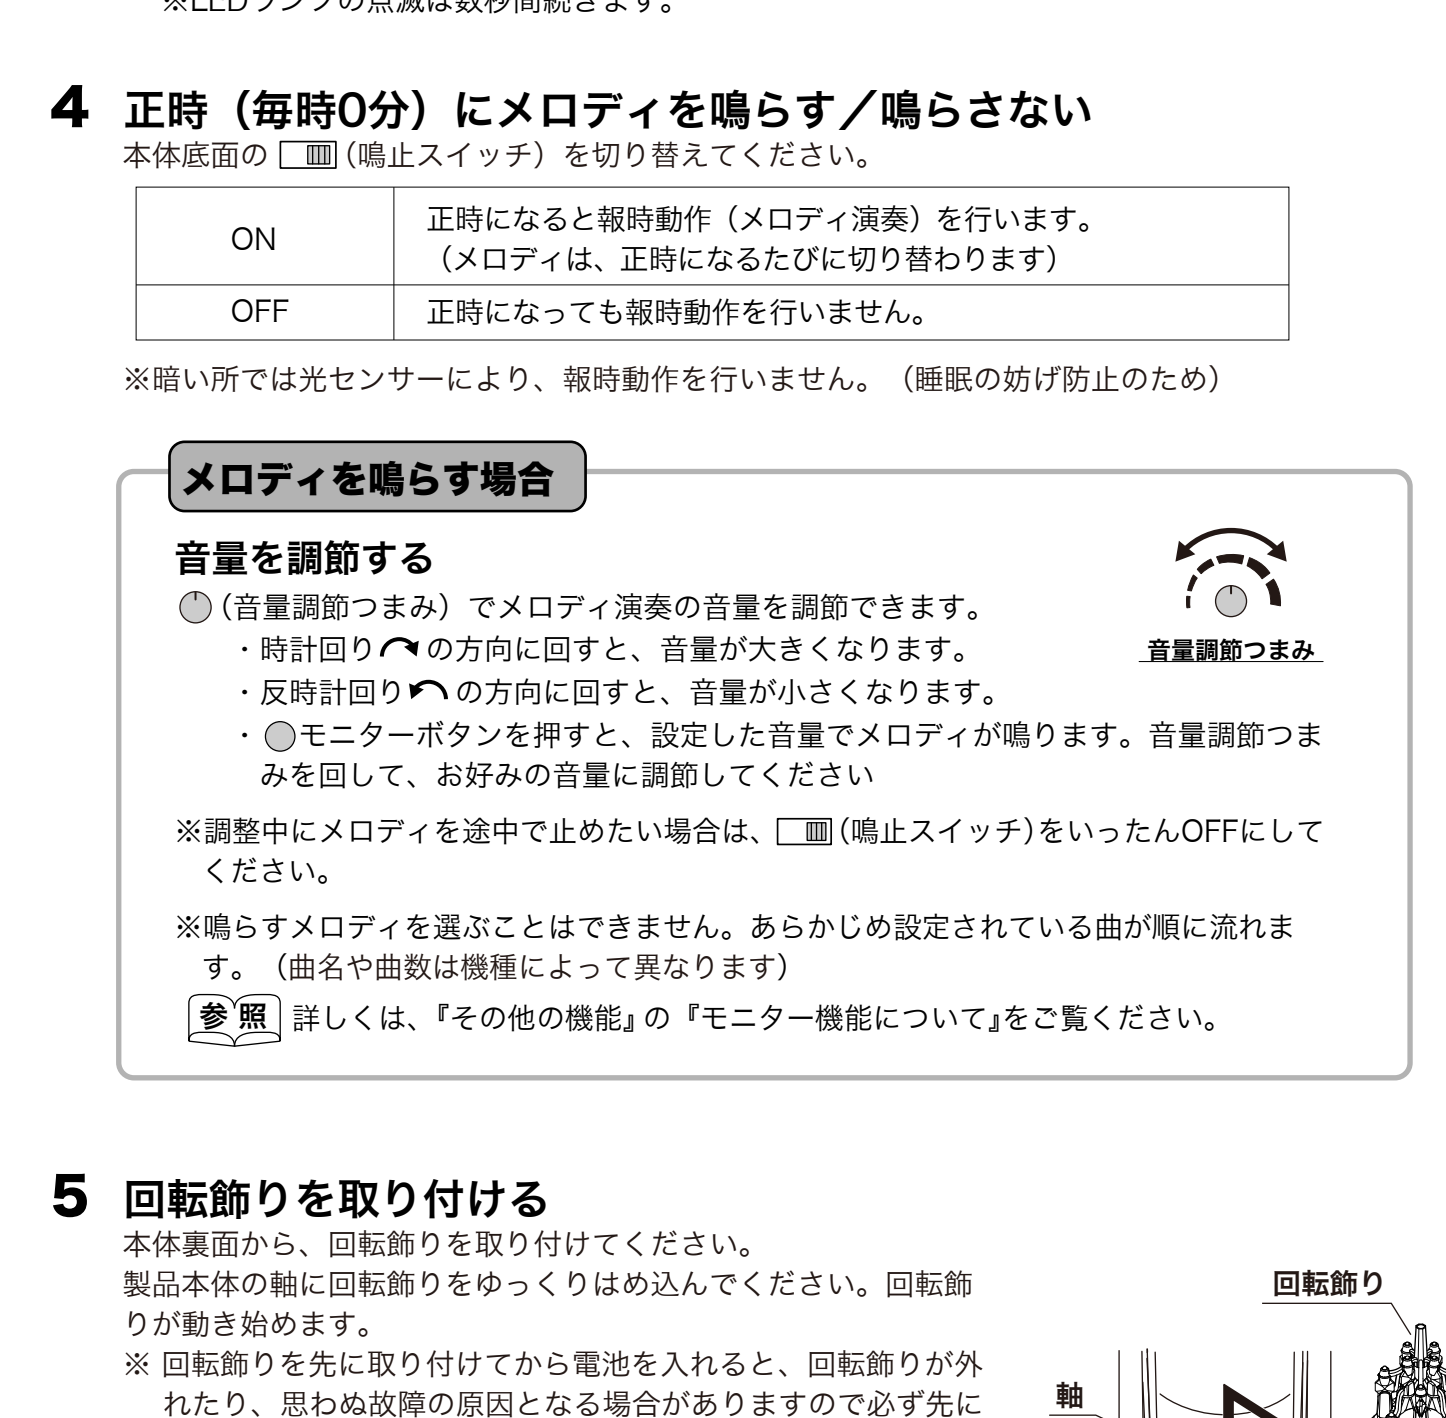 ※LEDランプの点滅は数秒間続きます。
4 正時（毎時0分）にメロディを鳴らす／鳴らさない
本体底面の（鳴止スイッチ）を切り替えてください。
ON
正時になると報時動作（メロディ演奏）を行います。
（メロディは、正時になるたびに切り替わります）
OFF
正時になっても報時動作を行いません。
※暗い所では光センサーにより、報時動作を行いません。（睡眠の妨げ防止のため）
メロディを鳴らす場合
音量を調節する
（音量調節つまみ）でメロディ演奏の音量を調節できます。
・時計回りの方向に回すと、音量が大きくなります。
・反時計回りの方向に回すと、音量が小さくなります。
・モニターボタンを押すと、設定した音量でメロディが鳴ります。音量調節つま
みを回して、お好みの音量に調節してください
音量調節つまみ
※調整中にメロディを途中で止めたい場合は、（鳴止スイッチ）をいったんOFFにして
ください。
※鳴らすメロディを選ぶことはできません。あらかじめ設定されている曲が順に流れま
す。（曲名や曲数は機種によって異なります）
参照 詳しくは、『その他の機能』の『モニター機能について』をご覧ください。
5 回転飾りを取り付ける
本体裏面から、回転飾りを取り付けてください。
製品本体の軸に回転飾りをゆっくりはめ込んでください。回転飾
りが動き始めます。
※ 回転飾りを先に取り付けてから電池を入れると、回転飾りが外
れたり、思わぬ故障の原因となる場合がありますので必ず先に
回転飾り
軸